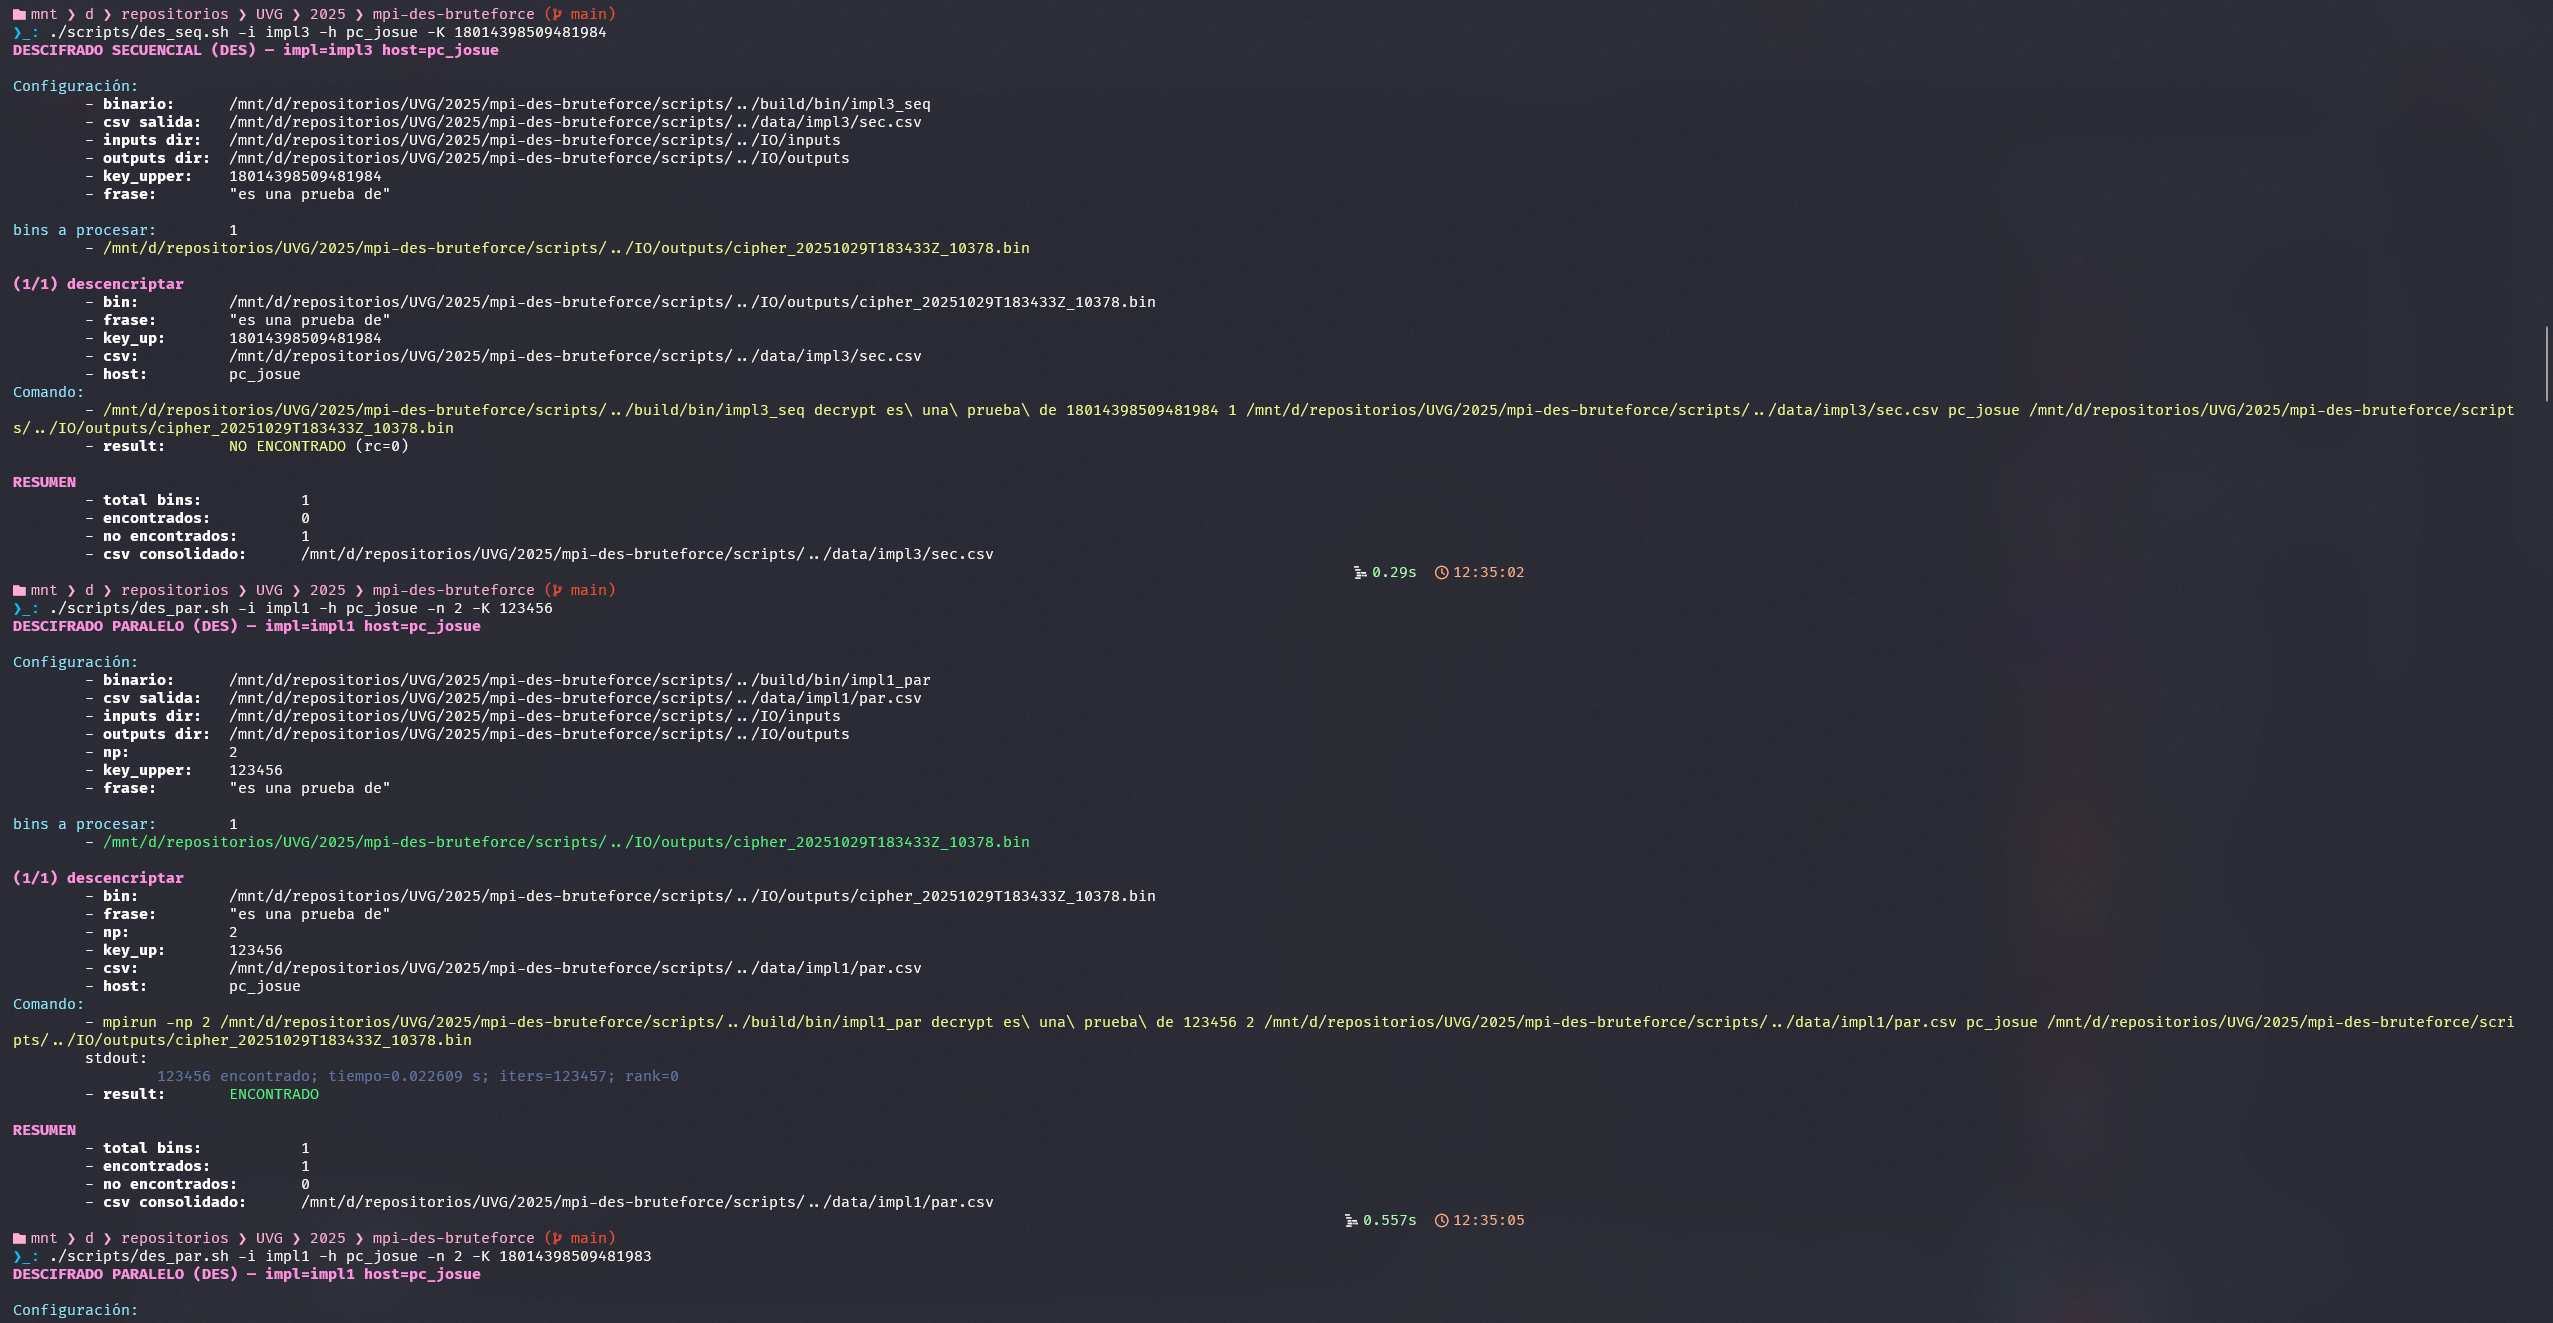 mnt ❯ d ❯ repositorios ❯ UVG ❯ 2025 ❯ mpi-des-bruteforce ( main)
❯_: ./scripts/des_seq.sh -i impl3 -h pc_josue -K 18014398509481984
DESCIFRADO SECUENCIAL (DES) — impl=impl3 host=pc_josue
Configuración:
- binario: /mnt/d/repositorios/UVG/2025/mpi-des-bruteforce/scripts/../build/bin/impl3_seq
- csv salida: /mnt/d/repositorios/UVG/2025/mpi-des-bruteforce/scripts/../data/impl3/sec.csv
- inputs dir: /mnt/d/repositorios/UVG/2025/mpi-des-bruteforce/scripts/../IO/inputs
- outputs dir: /mnt/d/repositorios/UVG/2025/mpi-des-bruteforce/scripts/../IO/outputs
- key_upper: 18014398509481984
- frase: "es una prueba de"
bins a procesar: 1
- /mnt/d/repositorios/UVG/2025/mpi-des-bruteforce/scripts/../IO/outputs/cipher_20251029T183433Z_10378.bin
(1/1) descencriptar
- bin: /mnt/d/repositorios/UVG/2025/mpi-des-bruteforce/scripts/../IO/outputs/cipher_20251029T183433Z_10378.bin
- frase: "es una prueba de"
- key_up: 18014398509481984
- csv: /mnt/d/repositorios/UVG/2025/mpi-des-bruteforce/scripts/../data/impl3/sec.csv
- host: pc_josue
Comando:
- /mnt/d/repositorios/UVG/2025/mpi-des-bruteforce/scripts/../build/bin/impl3_seq decrypt es\ una\ prueba\ de 18014398509481984 1 /mnt/d/repositorios/UVG/2025/mpi-des-bruteforce/scripts/../data/impl3/sec.csv pc_josue /mnt/d/repositorios/UVG/2025/mpi-des-bruteforce/script
s/../IO/outputs/cipher_20251029T183433Z_10378.bin
- result: NO ENCONTRADO (rc=0)
RESUMEN
- total bins: 1
- encontrados: 0
- no encontrados: 1
- csv consolidado: /mnt/d/repositorios/UVG/2025/mpi-des-bruteforce/scripts/../data/impl3/sec.csv
0.29s 12:35:02
mnt ❯ d ❯ repositorios ❯ UVG ❯ 2025 ❯ mpi-des-bruteforce ( main)
❯_: ./scripts/des_par.sh -i impl1 -h pc_josue -n 2 -K 123456
DESCIFRADO PARALELO (DES) — impl=impl1 host=pc_josue
Configuración:
- binario: /mnt/d/repositorios/UVG/2025/mpi-des-bruteforce/scripts/../build/bin/impl1_par
- csv salida: /mnt/d/repositorios/UVG/2025/mpi-des-bruteforce/scripts/../data/impl1/par.csv
- inputs dir: /mnt/d/repositorios/UVG/2025/mpi-des-bruteforce/scripts/../IO/inputs
- outputs dir: /mnt/d/repositorios/UVG/2025/mpi-des-bruteforce/scripts/../IO/outputs
- np: 2
- key_upper: 123456
- frase: "es una prueba de"
bins a procesar: 1
- /mnt/d/repositorios/UVG/2025/mpi-des-bruteforce/scripts/../IO/outputs/cipher_20251029T183433Z_10378.bin
(1/1) descencriptar
- bin: /mnt/d/repositorios/UVG/2025/mpi-des-bruteforce/scripts/../IO/outputs/cipher_20251029T183433Z_10378.bin
- frase: "es una prueba de"
- np: 2
- key_up: 123456
- csv: /mnt/d/repositorios/UVG/2025/mpi-des-bruteforce/scripts/../data/impl1/par.csv
- host: pc_josue
Comando:
- mpirun -np 2 /mnt/d/repositorios/UVG/2025/mpi-des-bruteforce/scripts/../build/bin/impl1_par decrypt es\ una\ prueba\ de 123456 2 /mnt/d/repositorios/UVG/2025/mpi-des-bruteforce/scripts/../data/impl1/par.csv pc_josue /mnt/d/repositorios/UVG/2025/mpi-des-bruteforce/scri
pts/../IO/outputs/cipher_20251029T183433Z_10378.bin
stdout:
123456 encontrado; tiempo=0.022609 s; iters=123457; rank=0
- result: ENCONTRADO
RESUMEN
- total bins: 1
- encontrados: 1
- no encontrados: 0
- csv consolidado: /mnt/d/repositorios/UVG/2025/mpi-des-bruteforce/scripts/../data/impl1/par.csv
0.557s 12:35:05
mnt ❯ d ❯ repositorios ❯ UVG ❯ 2025 ❯ mpi-des-bruteforce ( main)
❯_: ./scripts/des_par.sh -i impl1 -h pc_josue -n 2 -K 18014398509481983
DESCIFRADO PARALELO (DES) — impl=impl1 host=pc_josue
Configuración: